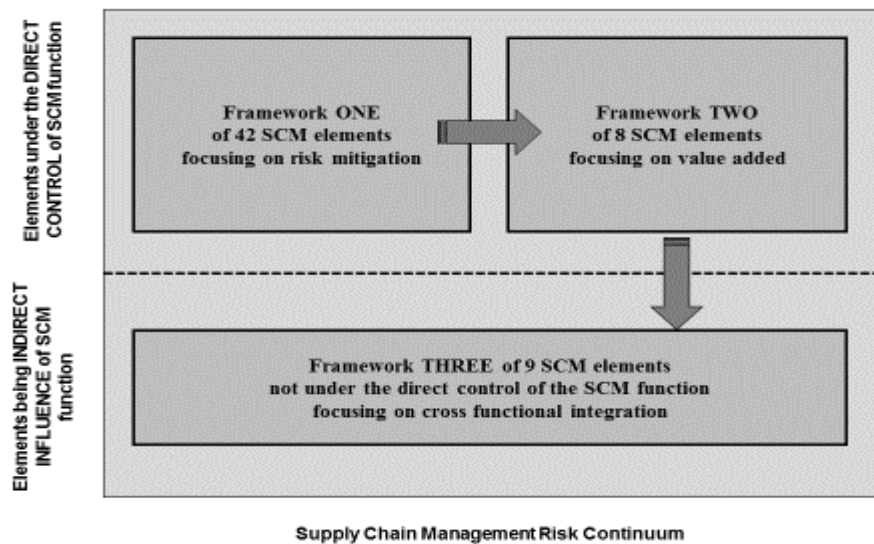 Elements under the DIRECT
CONTROL of SCM function
Framework ONE
of 42 SCM elements
focusing on risk mitigation
Framework TWO
of 8 SCM elements
focusing on value added
Elements being INDIRECT
INFLUENCE of SCM
function
Framework THREE of 9 SCM elements
not under the direct control of the SCM function
focusing on cross functional integration
Supply Chain Management Risk Continuum